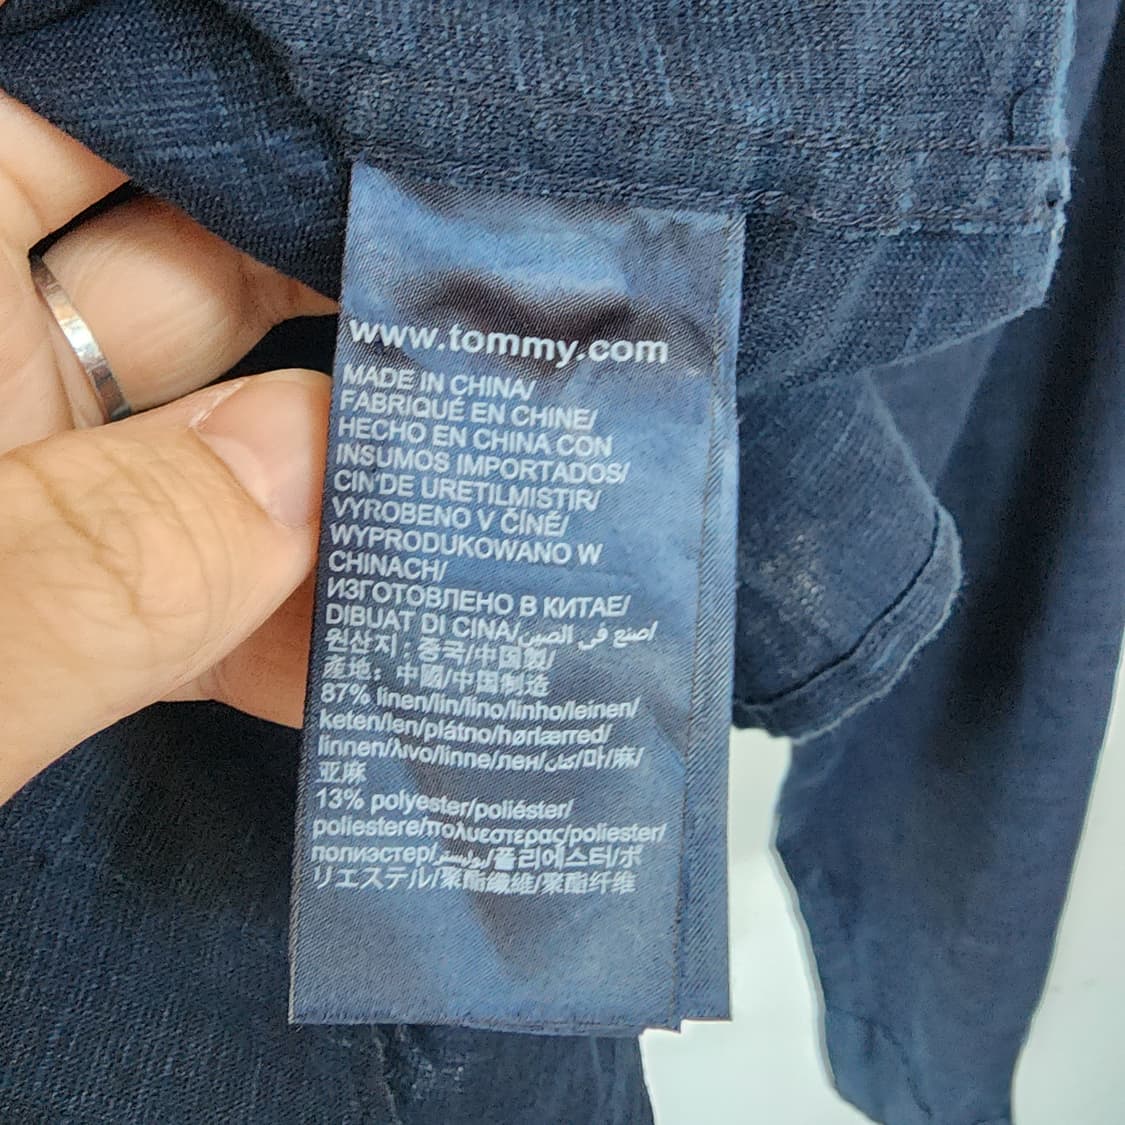 www.tommy.com
MADE IN CHINA/
FABRIQUÉ EN CHINE/
HECHO EN CHINA CON
INSUMOS IMPORTADOS/
CIN'DE URETILMISTIR/
VYROBENO V ČÍNĚ/
WYPRODUKOWANO W
CHINACH/
ИЗГОТОВЛЕНО В КИТАЕ/
DIBUAT DI CINA/صنع في الصين/
원산지 : 중국/中国製/
產地： 中國/中国制造
87% linen/lin/lino/linho/leinen/
keten/len/plátno/hørlærred/
linnen/λινο/linne/лен/كتان/마/麻/
亚麻
13% polyester/poliéster/
poliestere/πολυεστερας/poliester/
полиэстер/بوليستر/폴리에스터/ポ
リエステル/聚酯纖維/聚酯纤维